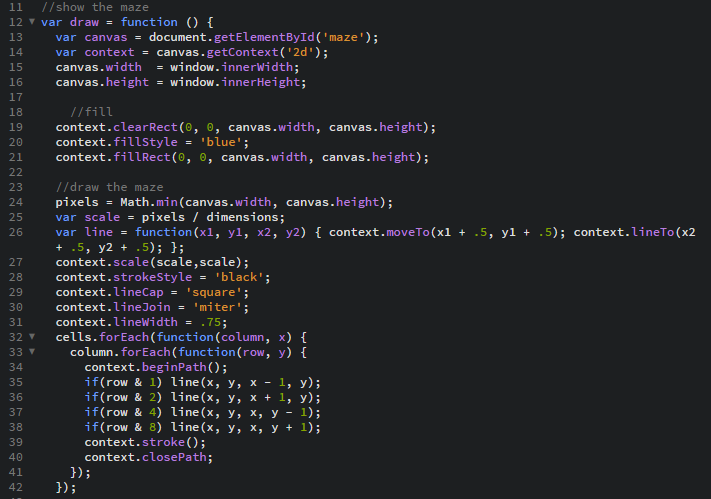 11 //show the maze
12 var draw = function () {
13   var canvas = document.getElementById('maze');
14   var context = canvas.getContext('2d');
15   canvas.width  = window.innerWidth;
16   canvas.height = window.innerHeight;
17
18     //fill
19   context.clearRect(0, 0, canvas.width, canvas.height);
20   context.fillStyle = 'blue';
21   context.fillRect(0, 0, canvas.width, canvas.height);
22
23   //draw the maze
24   pixels = Math.min(canvas.width, canvas.height);
25   var scale = pixels / dimensions;
26   var line = function(x1, y1, x2, y2) { context.moveTo(x1 + .5, y1 + .5); context.lineTo(x2
+ .5, y2 + .5); };
27   context.scale(scale,scale);
28   context.strokeStyle = 'black';
29   context.lineCap = 'square';
30   context.lineJoin = 'miter';
31   context.lineWidth = .75;
32   cells.forEach(function(column, x) {
33     column.forEach(function(row, y) {
34       context.beginPath();
35       if(row & 1) line(x, y, x - 1, y);
36       if(row & 2) line(x, y, x + 1, y);
37       if(row & 4) line(x, y, x, y - 1);
38       if(row & 8) line(x, y, x, y + 1);
39       context.stroke();
40       context.closePath;
41     });
42   });